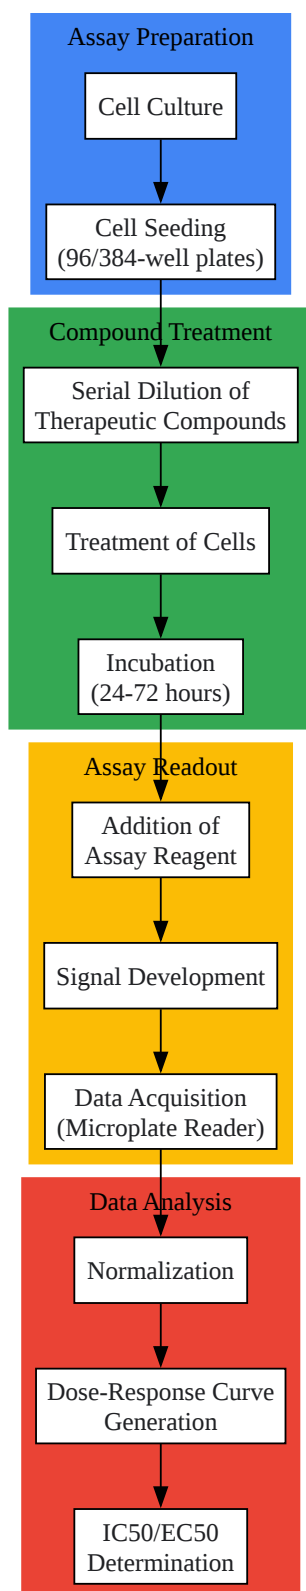 Assay Preparation
Cell Culture
Cell Seeding
(96/384-well plates)
Compound Treatment
Serial Dilution of
Therapeutic Compounds
Treatment of Cells
Incubation
(24-72 hours)
Assay Readout
Addition of
Assay Reagent
Signal Development
Data Acquisition
(Microplate Reader)
Data Analysis
Normalization
Dose-Response Curve
Generation
IC50/EC50
Determination